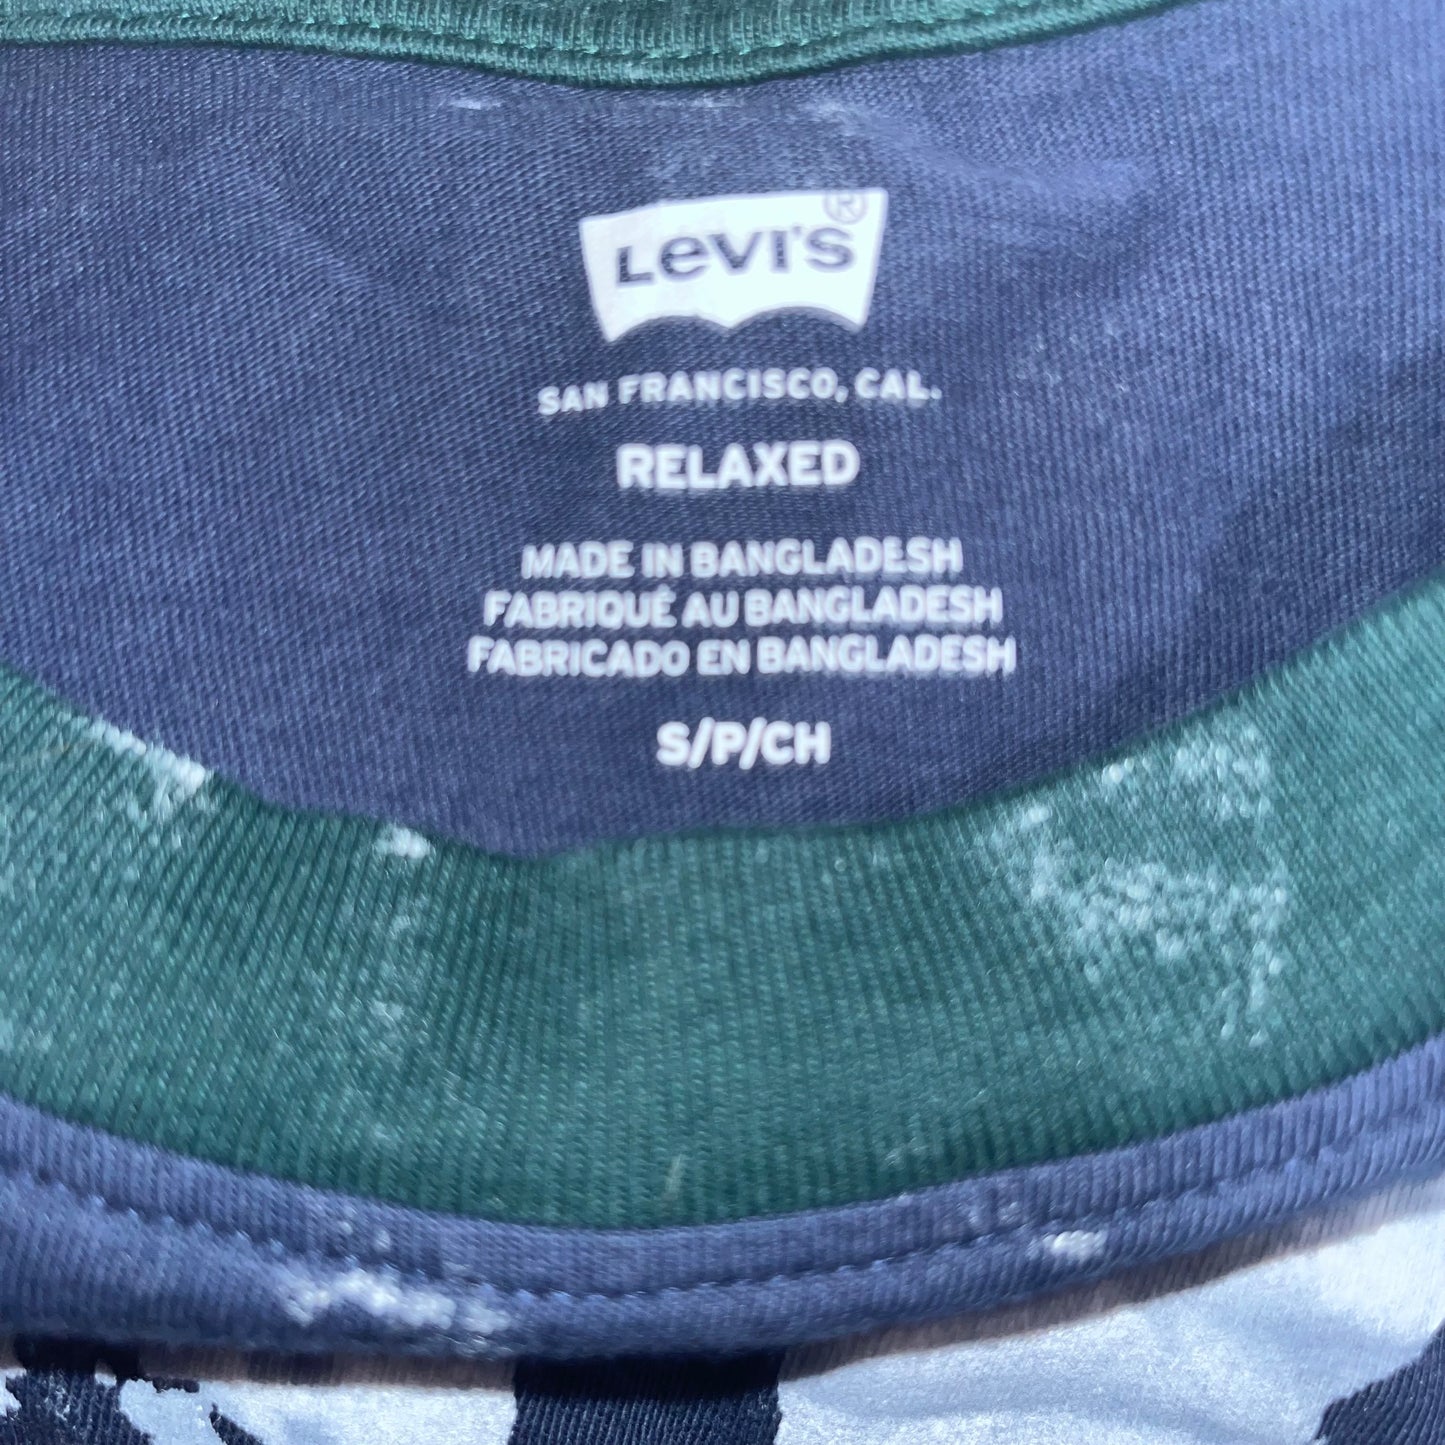 Levi's®
SAN FRANCISCO, CAL.
RELAXED
MADE IN BANGLADESH
FABRIQUÉ AU BANGLADESH
FABRICADO EN BANGLADESH
S/P/CH